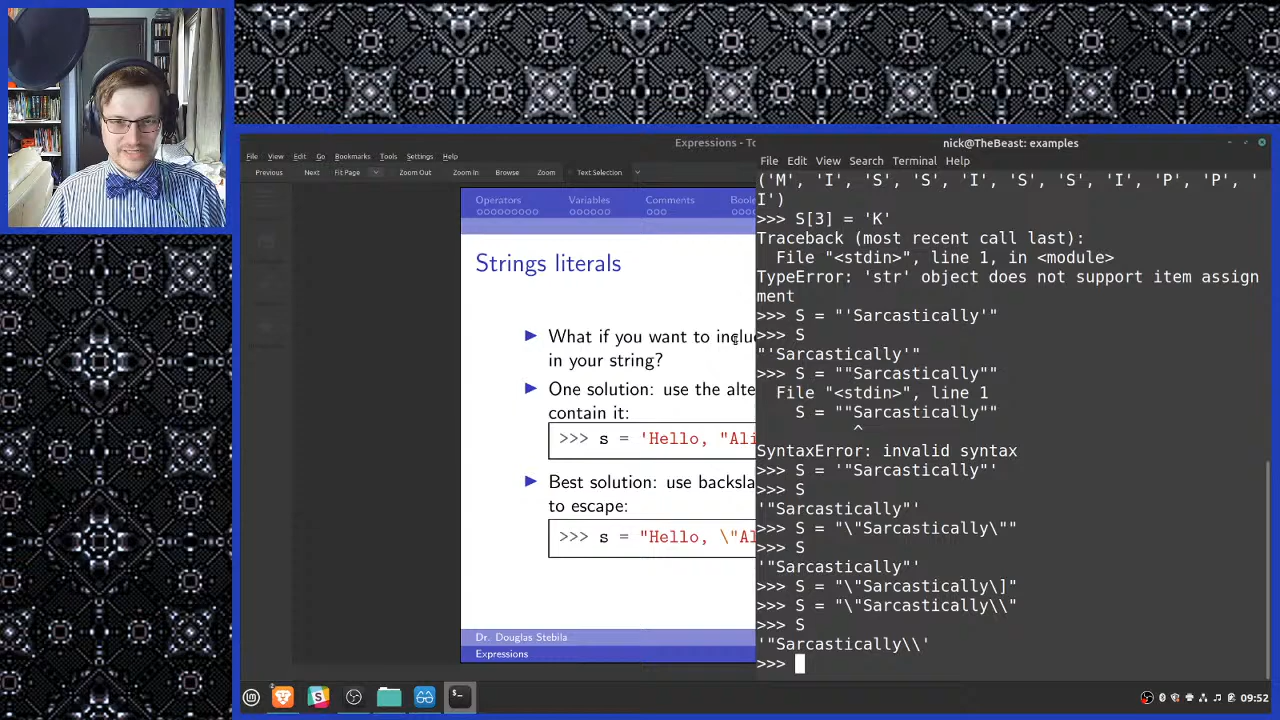 Expressions - To
nick@TheBeast: examples
File View Edit Go Bookmarks Tools Settings Help
Previous Next Fit Page Zoom Out Zoom In Browse Zoom Text Selection
Operators Variables Comments Boole
Strings literals
What if you want to inclu
in your string?
One solution: use the alte
contain it:
>>> s = 'Hello, "Ali
Best solution: use backsla
to escape:
>>> s = "Hello, \"Al
Dr. Douglas Stebila
Expressions
File Edit View Search Terminal Help
('M', 'I', 'S', 'S', 'I', 'S', 'S', 'I', 'P', 'P', '
I')
>>> S[3] = 'K'
Traceback (most recent call last):
  File "<stdin>", line 1, in <module>
TypeError: 'str' object does not support item assign
ment
>>> S = "'Sarcastically'"
>>> S
"'Sarcastically'"
>>> S = ""Sarcastically""
  File "<stdin>", line 1
    S = ""Sarcastically""
          ^
SyntaxError: invalid syntax
>>> S = '"Sarcastically"'
>>> S
'"Sarcastically"'
>>> S = "\"Sarcastically\""
>>> S
'"Sarcastically"'
>>> S = "\"Sarcastically\]"
>>> S = "\"Sarcastically\\"
>>> S
'"Sarcastically\\'
>>>
09:52